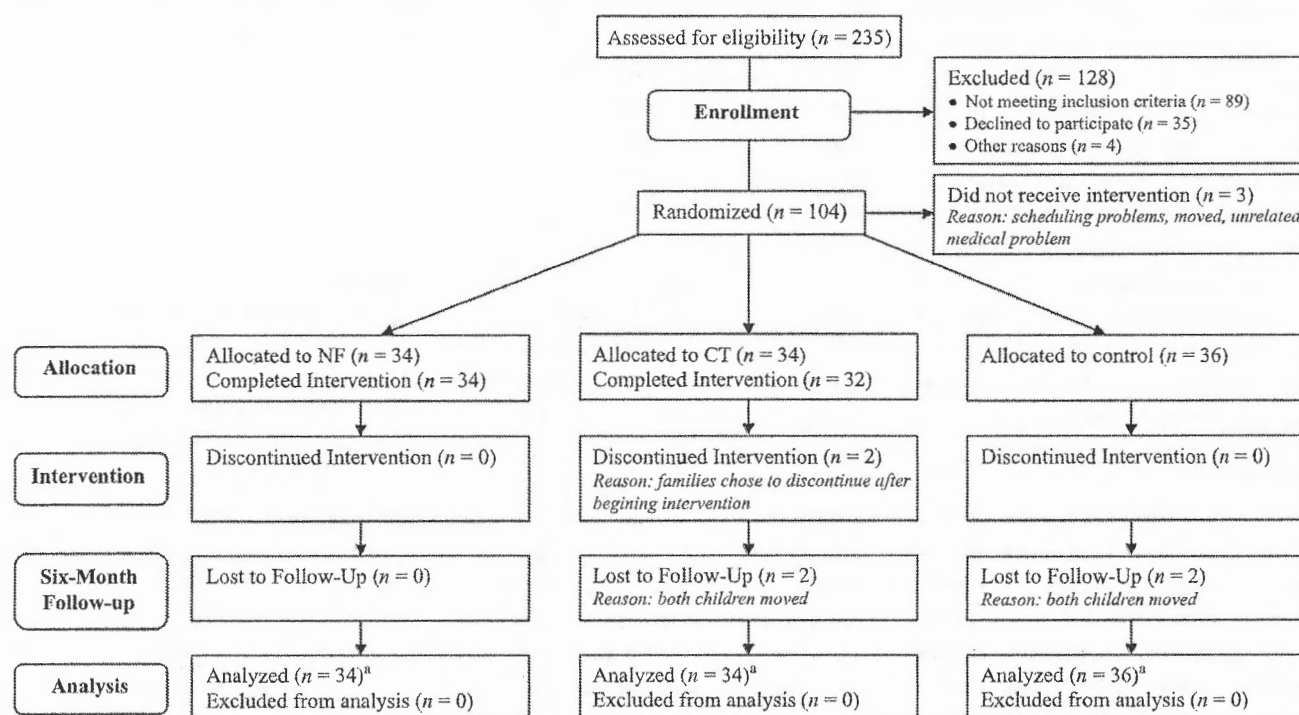 Assessed for eligibility (n = 235)
Enrollment
Excluded (n = 128)
• Not meeting inclusion criteria (n = 89)
• Declined to participate (n = 35)
• Other reasons (n = 4)
Randomized (n = 104)
Did not receive intervention (n = 3)
Reason: scheduling problems, moved, unrelated
medical problem
Allocation
Allocated to NF (n = 34)
Completed Intervention (n = 34)
Allocated to CT (n = 34)
Completed Intervention (n = 32)
Allocated to control (n = 36)
Intervention
Discontinued Intervention (n = 0)
Discontinued Intervention (n = 2)
Reason: families chose to discontinue after
begining intervention
Discontinued Intervention (n = 0)
Six-Month
Follow-up
Lost to Follow-Up (n = 0)
Lost to Follow-Up (n = 2)
Reason: both children moved
Lost to Follow-Up (n = 2)
Reason: both children moved
Analysis
Analyzed (n = 34)ª
Excluded from analysis (n = 0)
Analyzed (n = 34)ª
Excluded from analysis (n = 0)
Analyzed (n = 36)ª
Excluded from analysis (n = 0)